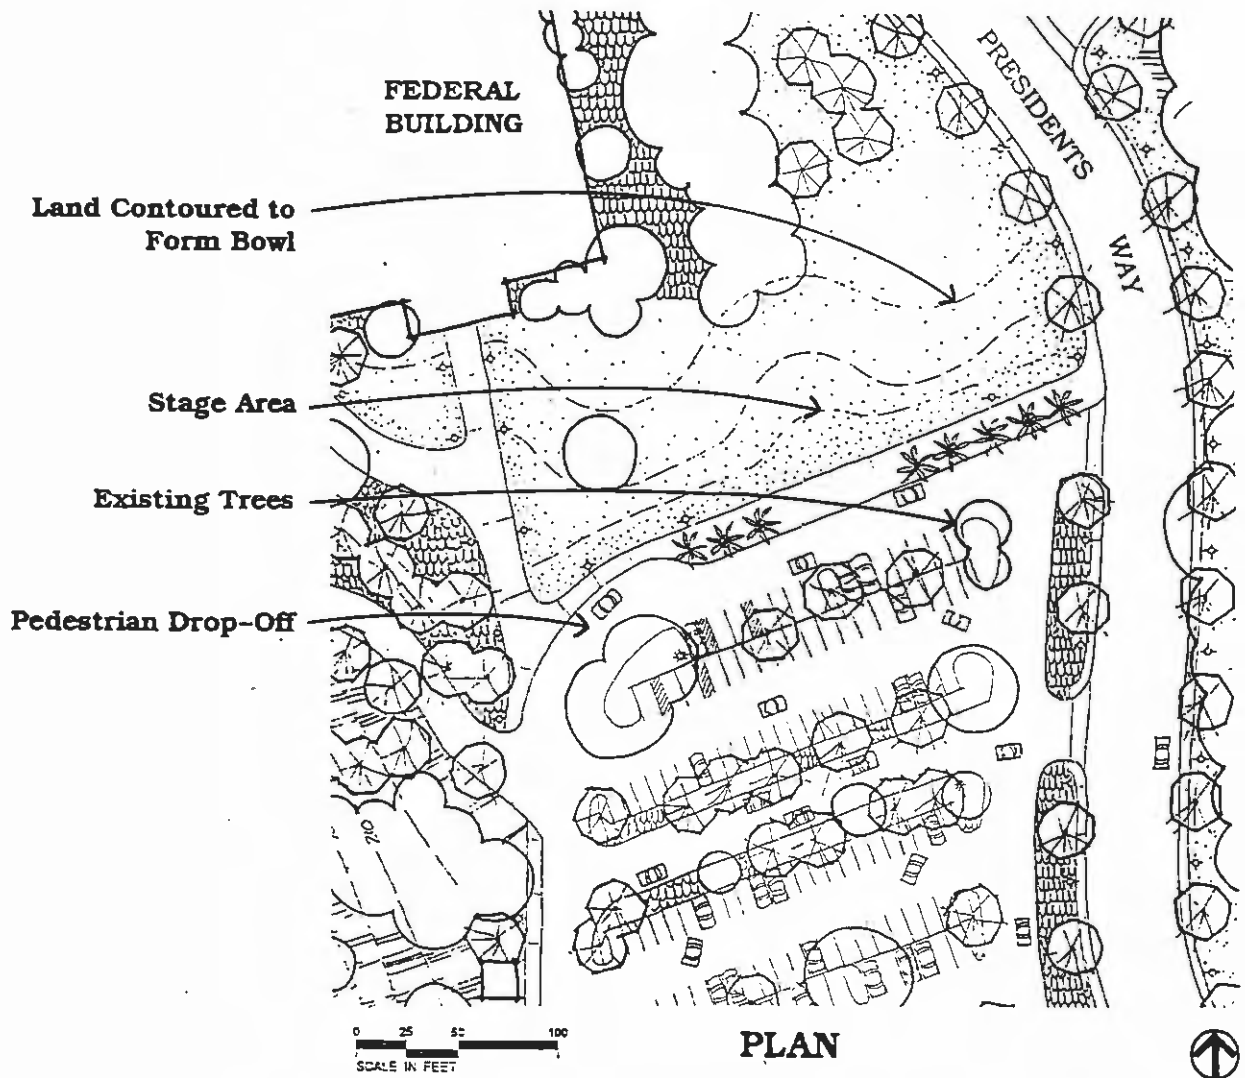 FEDERAL
BUILDING
PRESIDENTS
WAY
Land Contoured to
Form Bowl
Stage Area
Existing Trees
Pedestrian Drop-Off
210
0 25 50 100
SCALE IN FEET
PLAN